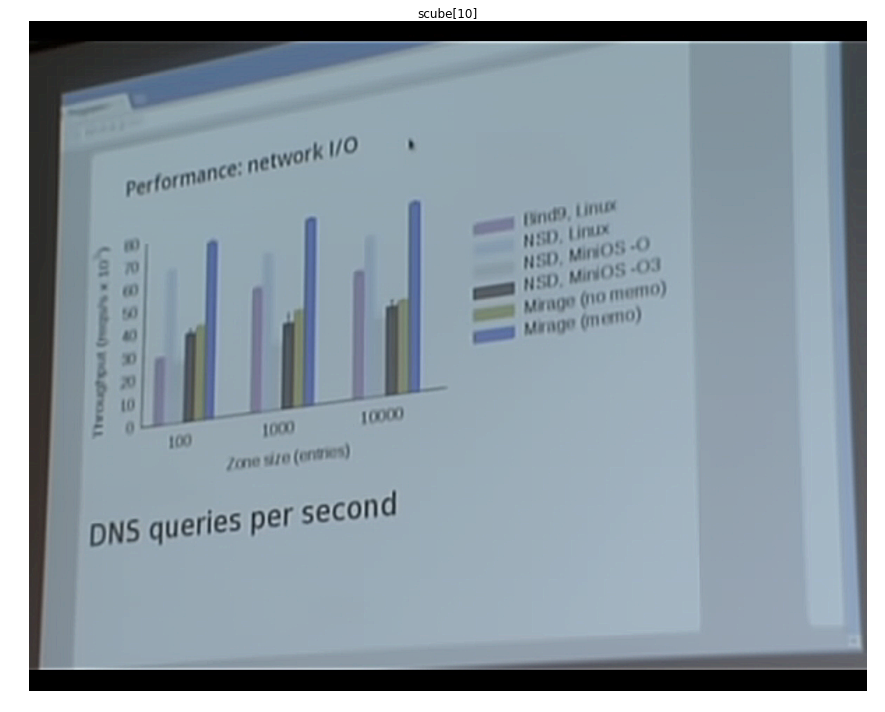 scube[10]
Performance: network I/O
Throughput (reqs/s x 10³)
80
70
60
50
40
30
20
10
0
100
1000
10000
Zone size (entries)
Bind9, Linux
NSD, Linux
NSD, MiniOS -O
NSD, MiniOS -O3
Mirage (no memo)
Mirage (memo)
DNS queries per second